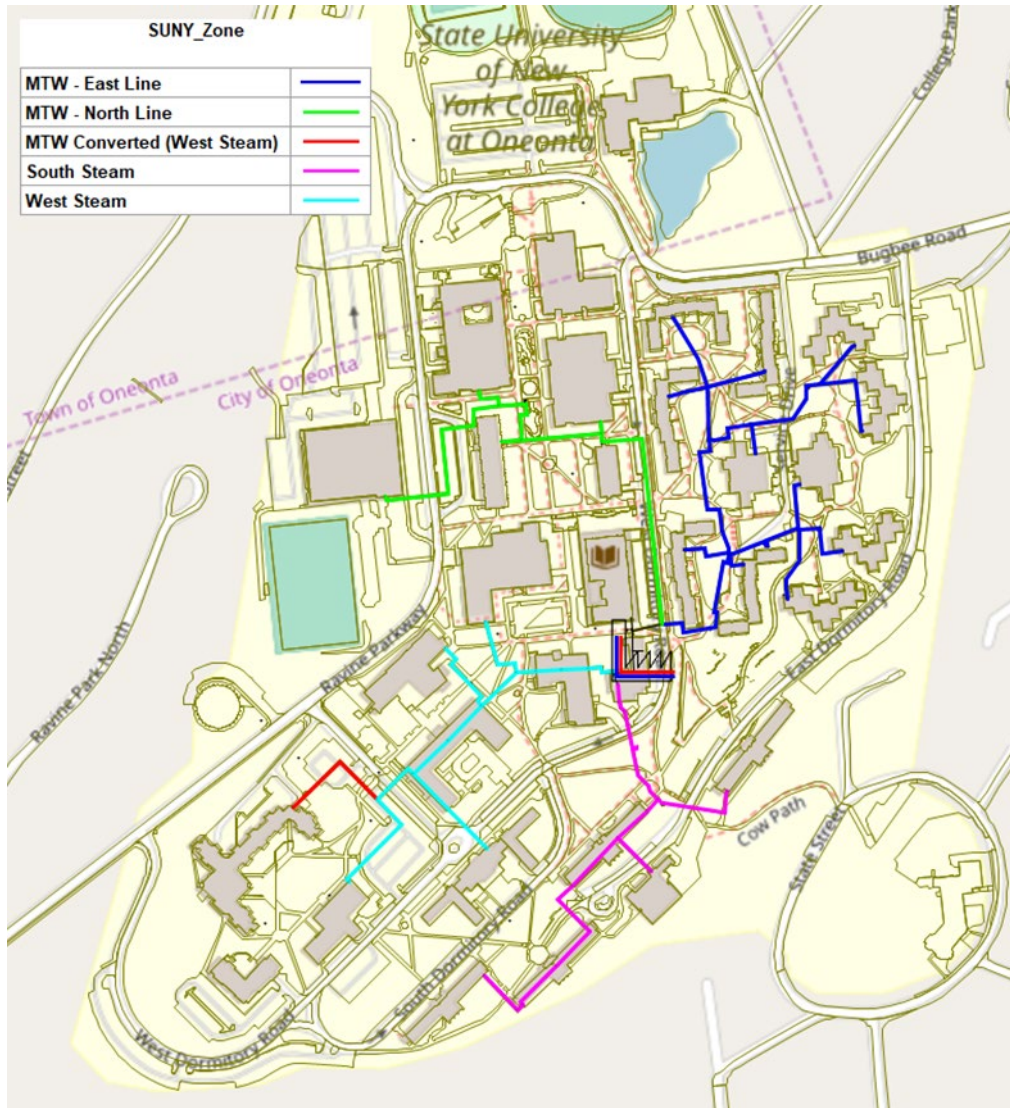 SUNY_Zone
MTW - East Line
MTW - North Line
MTW Converted (West Steam)
South Steam
West Steam
State University
of New
York College
at Oneonta
College Park
Bugbee Road
Town of Oneonta
City of Oneonta
Street
Ravine Park North
Ravine Parkway
East Dormitory Road
Cow Path
State Street
South Dormitory Road
West Dormitory Road